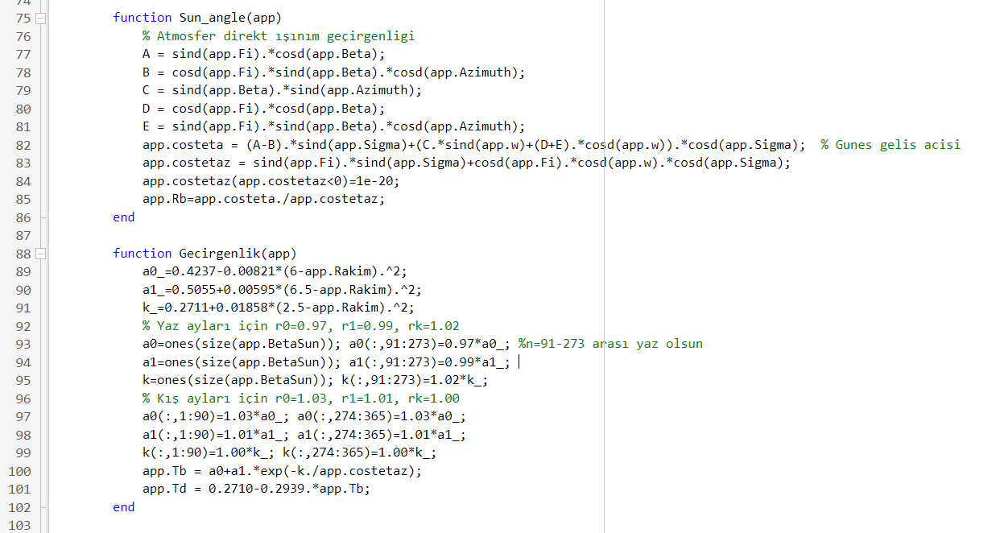 74
75 function Sun_angle(app)
76 % Atmosfer direkt ışınım geçirgenligi
77 A = sind(app.Fi).*cosd(app.Beta);
78 B = cosd(app.Fi).*sind(app.Beta).*cosd(app.Azimuth);
79 C = sind(app.Beta).*sind(app.Azimuth);
80 D = cosd(app.Fi).*cosd(app.Beta);
81 E = sind(app.Fi).*sind(app.Beta).*cosd(app.Azimuth);
82 app.costeta = (A-B).*sind(app.Sigma)+(C.*sind(app.w)+(D+E).*cosd(app.w)).*cosd(app.Sigma); % Gunes gelis acisi
83 app.costetaz = sind(app.Fi).*sind(app.Sigma)+cosd(app.Fi).*cosd(app.w).*cosd(app.Sigma);
84 app.costetaz(app.costetaz<0)=1e-20;
85 app.Rb=app.costeta./app.costetaz;
86 end
87
88 function Gecirgenlik(app)
89 a0_=0.4237-0.00821*(6-app.Rakim).^2;
90 a1_=0.5055+0.00595*(6.5-app.Rakim).^2;
91 k_=0.2711+0.01858*(2.5-app.Rakim).^2;
92 % Yaz ayları için r0=0.97, r1=0.99, rk=1.02
93 a0=ones(size(app.BetaSun)); a0(:,91:273)=0.97*a0_; %n=91-273 arası yaz olsun
94 a1=ones(size(app.BetaSun)); a1(:,91:273)=0.99*a1_;
95 k=ones(size(app.BetaSun)); k(:,91:273)=1.02*k_;
96 % Kış ayları için r0=1.03, r1=1.01, rk=1.00
97 a0(:,1:90)=1.03*a0_; a0(:,274:365)=1.03*a0_;
98 a1(:,1:90)=1.01*a1_; a1(:,274:365)=1.01*a1_;
99 k(:,1:90)=1.00*k_; k(:,274:365)=1.00*k_;
100 app.Tb = a0+a1.*exp(-k./app.costetaz);
101 app.Td = 0.2710-0.2939.*app.Tb;
102 end
103